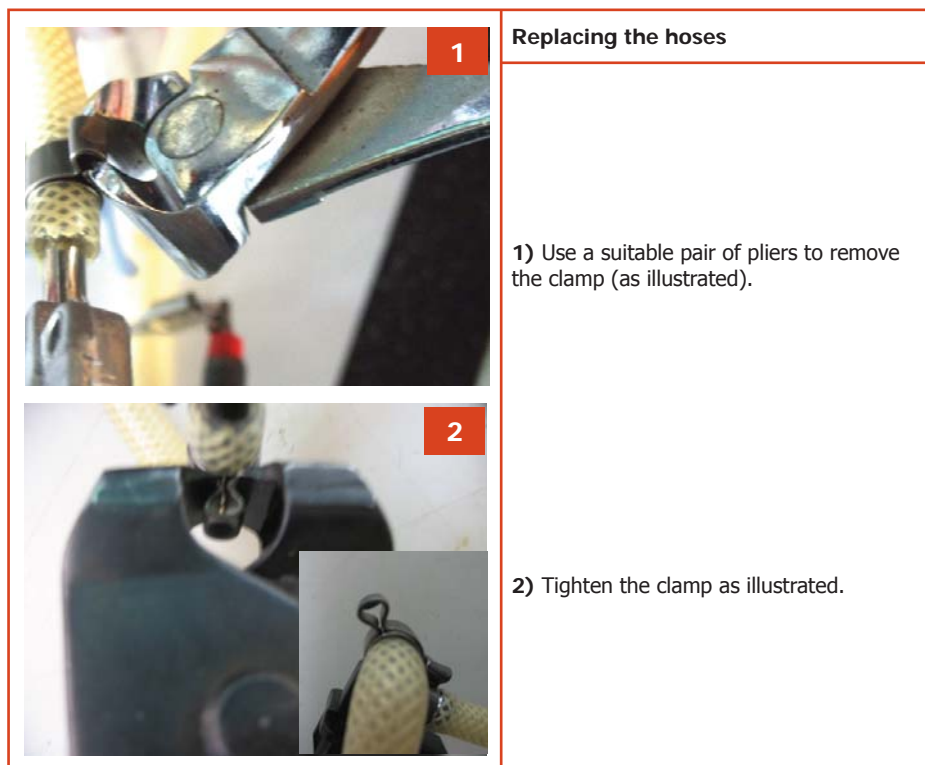 1
Replacing the hoses
1) Use a suitable pair of pliers to remove
the clamp (as illustrated).
2
2) Tighten the clamp as illustrated.